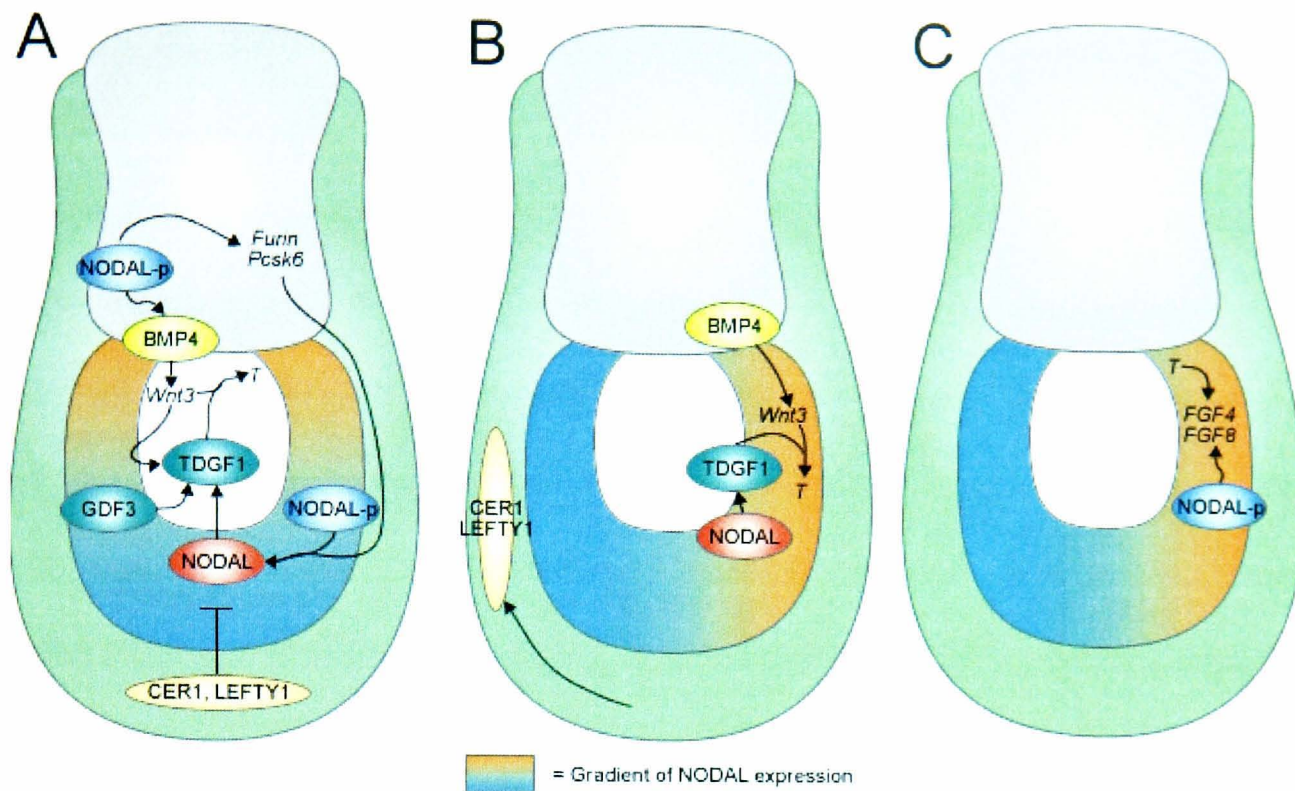 A
Furin
Pcsk6
NODAL-p
BMP4
Wnt3
T
TDGF1
GDF3
NODAL-p
NODAL
CER1, LEFTY1
B
BMP4
Wnt3
TDGF1
T
CER1
LEFTY1
NODAL
C
T
FGF4
FGF8
NODAL-p
= Gradient of NODAL expression